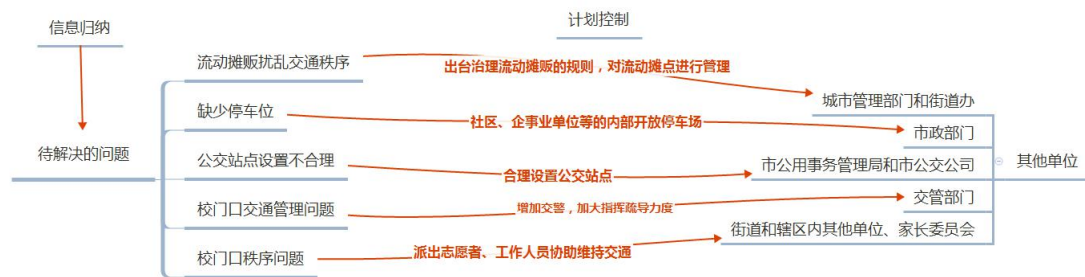 信息归纳
计划控制
流动摊贩扰乱交通秩序
出台治理流动摊贩的规则，对流动摊点进行管理
城市管理部门和街道办
缺少停车位
社区、企事业单位等的内部开放停车场
市政部门
待解决的问题
公交站点设置不合理
合理设置公交站点
市公用事务管理局和市公交公司
其他单位
校门口交通管理问题
增加交警，加大指挥疏导力度
交管部门
街道和辖区内其他单位、家长委员会
校门口秩序问题
派出志愿者、工作人员协助维持交通